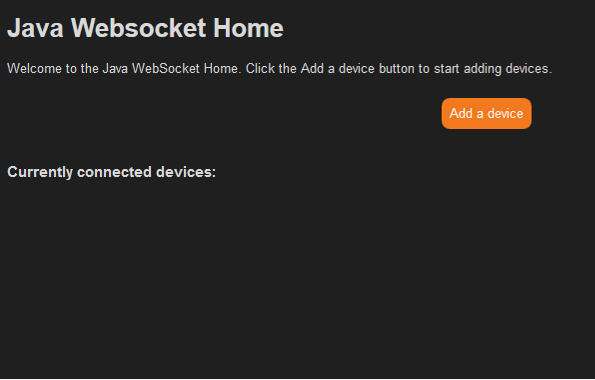 Java Websocket Home
Welcome to the Java WebSocket Home. Click the Add a device button to start adding devices.
Add a device
Currently connected devices: